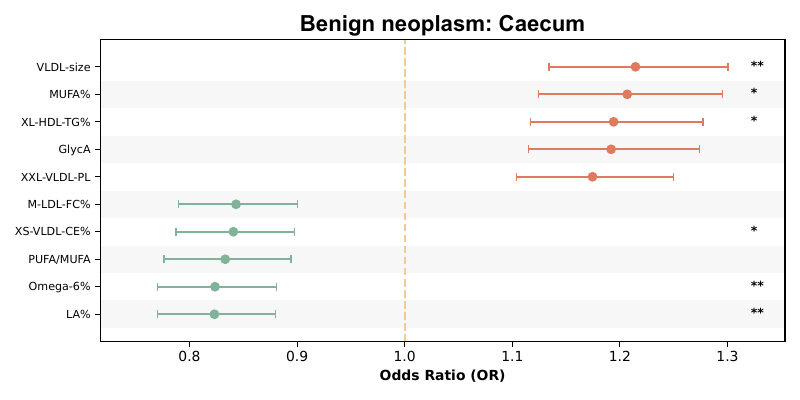 Benign neoplasm: Caecum
VLDL-size **
MUFA% *
XL-HDL-TG% *
GlycA
XXL-VLDL-PL
M-LDL-FC%
XS-VLDL-CE% *
PUFA/MUFA
Omega-6% **
LA% **
0.8 0.9 1.0 1.1 1.2 1.3
Odds Ratio (OR)